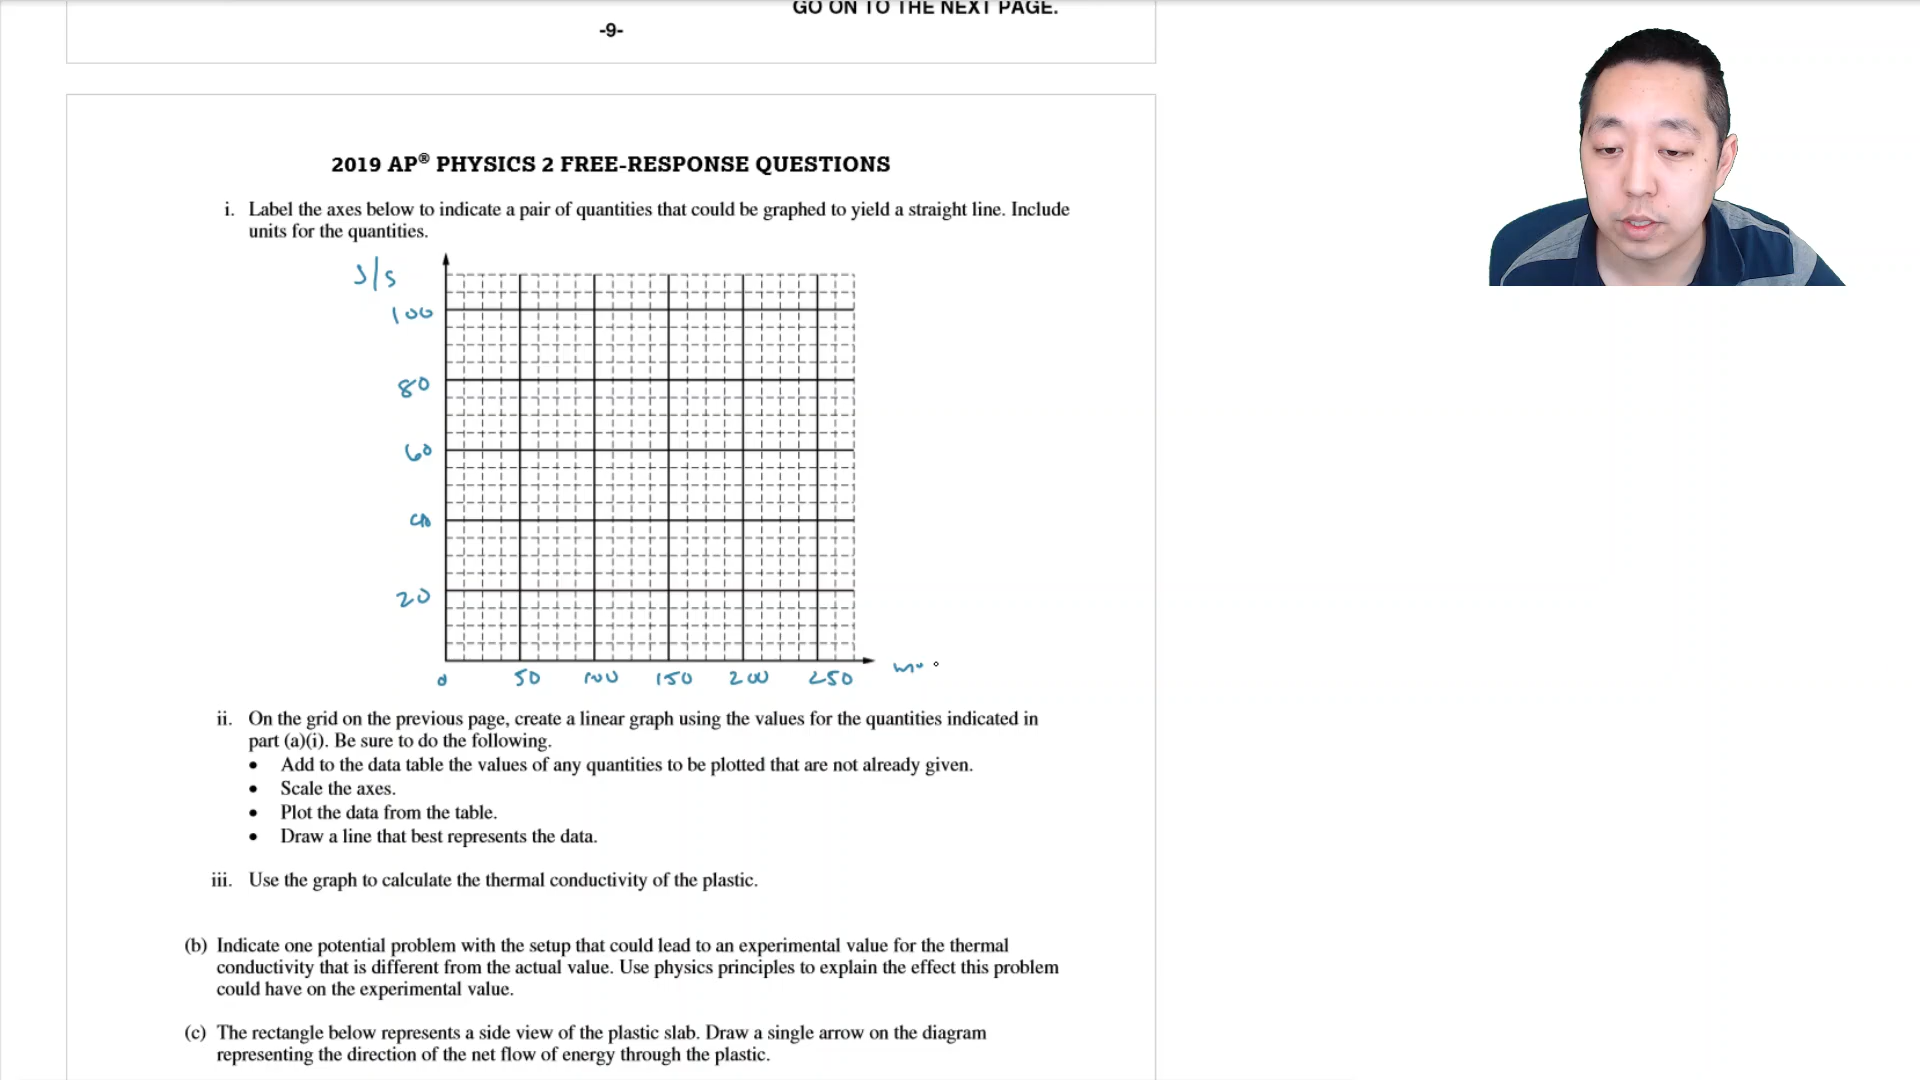 GO ON TO THE NEXT PAGE.
-9-
2019 AP® PHYSICS 2 FREE-RESPONSE QUESTIONS
i. Label the axes below to indicate a pair of quantities that could be graphed to yield a straight line. Include
units for the quantities.
J/s
100
80
60
40
20
0 50 100 150 200 250
ii. On the grid on the previous page, create a linear graph using the values for the quantities indicated in
part (a)(i). Be sure to do the following.
• Add to the data table the values of any quantities to be plotted that are not already given.
• Scale the axes.
• Plot the data from the table.
• Draw a line that best represents the data.
iii. Use the graph to calculate the thermal conductivity of the plastic.
(b) Indicate one potential problem with the setup that could lead to an experimental value for the thermal
conductivity that is different from the actual value. Use physics principles to explain the effect this problem
could have on the experimental value.
(c) The rectangle below represents a side view of the plastic slab. Draw a single arrow on the diagram
representing the direction of the net flow of energy through the plastic.